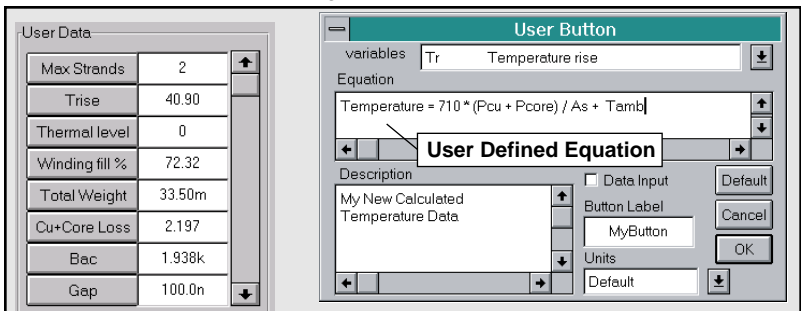 User Data
Max Strands 2
Trise 40.90
Thermal level 0
Winding fill % 72.32
Total Weight 33.50m
Cu+Core Loss 2.197
Bac 1.938k
Gap 100.0n
User Button
variables Tr Temperature rise
Equation
Temperature = 710 * (Pcu + Pcore) / As + Tamb
User Defined Equation
Description
My New Calculated
Temperature Data
Data Input
Button Label
MyButton
Units
Default
Default
Cancel
OK